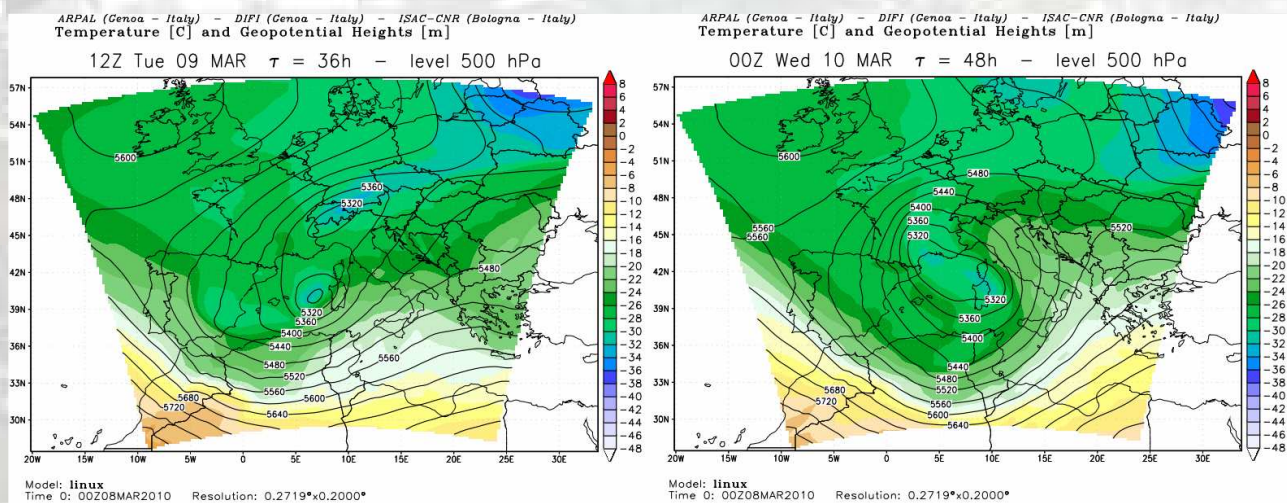 ARPAL (Genoa - Italy) - DIFI (Genoa - Italy) - ISAC-CNR (Bologna - Italy)
Temperature [C] and Geopotential Heights [m]
12Z Tue 09 MAR τ = 36h - level 500 hPa
57N
54N
51N
48N
45N
42N
39N
36N
33N
30N
20W 15W 10W 5W 0 5E 10E 15E 20E 25E 30E
5600
5360
5320
5480
5320
5360
5400
5440
5480
5520
5560
5560
5600
5640
5680
5720
8
6
4
2
0
-2
-4
-6
-8
-10
-12
-14
-16
-18
-20
-22
-24
-26
-28
-30
-32
-34
-36
-38
-40
-42
-44
-46
-48
Model: linux
Time 0: 00Z08MAR2010 Resolution: 0.2719°x0.2000°
ARPAL (Genoa - Italy) - DIFI (Genoa - Italy) - ISAC-CNR (Bologna - Italy)
Temperature [C] and Geopotential Heights [m]
00Z Wed 10 MAR τ = 48h - level 500 hPa
57N
54N
51N
48N
45N
42N
39N
36N
33N
30N
20W 15W 10W 5W 0 5E 10E 15E 20E 25E 30E
5600
5480
5440
5400
5360
5320
5560
5560
5520
5320
5360
5400
5440
5480
5520
5560
5600
5640
5680
5720
8
6
4
2
0
-2
-4
-6
-8
-10
-12
-14
-16
-18
-20
-22
-24
-26
-28
-30
-32
-34
-36
-38
-40
-42
-44
-46
-48
Model: linux
Time 0: 00Z08MAR2010 Resolution: 0.2719°x0.2000°